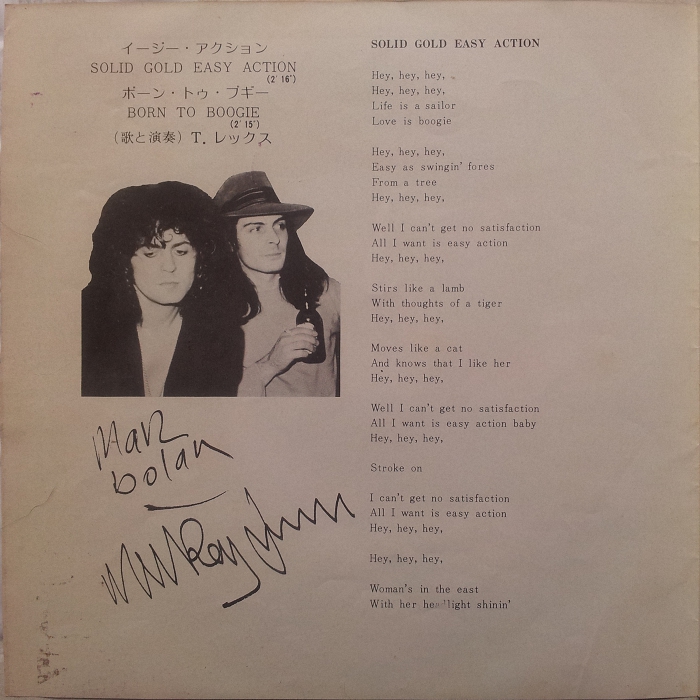 イージー・アクション
SOLID GOLD EASY ACTION
(2'16")
ボーン・トゥ・ブギー
BORN TO BOOGIE
(2'15")
(歌と演奏) T. レックス
Marc
bolan
SOLID GOLD EASY ACTION
Hey, hey, hey,
Hey, hey, hey,
Life is a sailor
Love is boogie
Hey, hey, hey,
Easy as swingin' fores
From a tree
Hey, hey, hey,
Well I can't get no satisfaction
All I want is easy action
Hey, hey, hey,
Stirs like a lamb
With thoughts of a tiger
Hey, hey, hey,
Moves like a cat
And knows that I like her
Hey, hey, hey,
Well I can't get no satisfaction
All I want is easy action baby
Hey, hey, hey,
Stroke on
I can't get no satisfaction
All I want is easy action
Hey, hey, hey,
Hey, hey, hey,
Woman's in the east
With her headlight shinin'